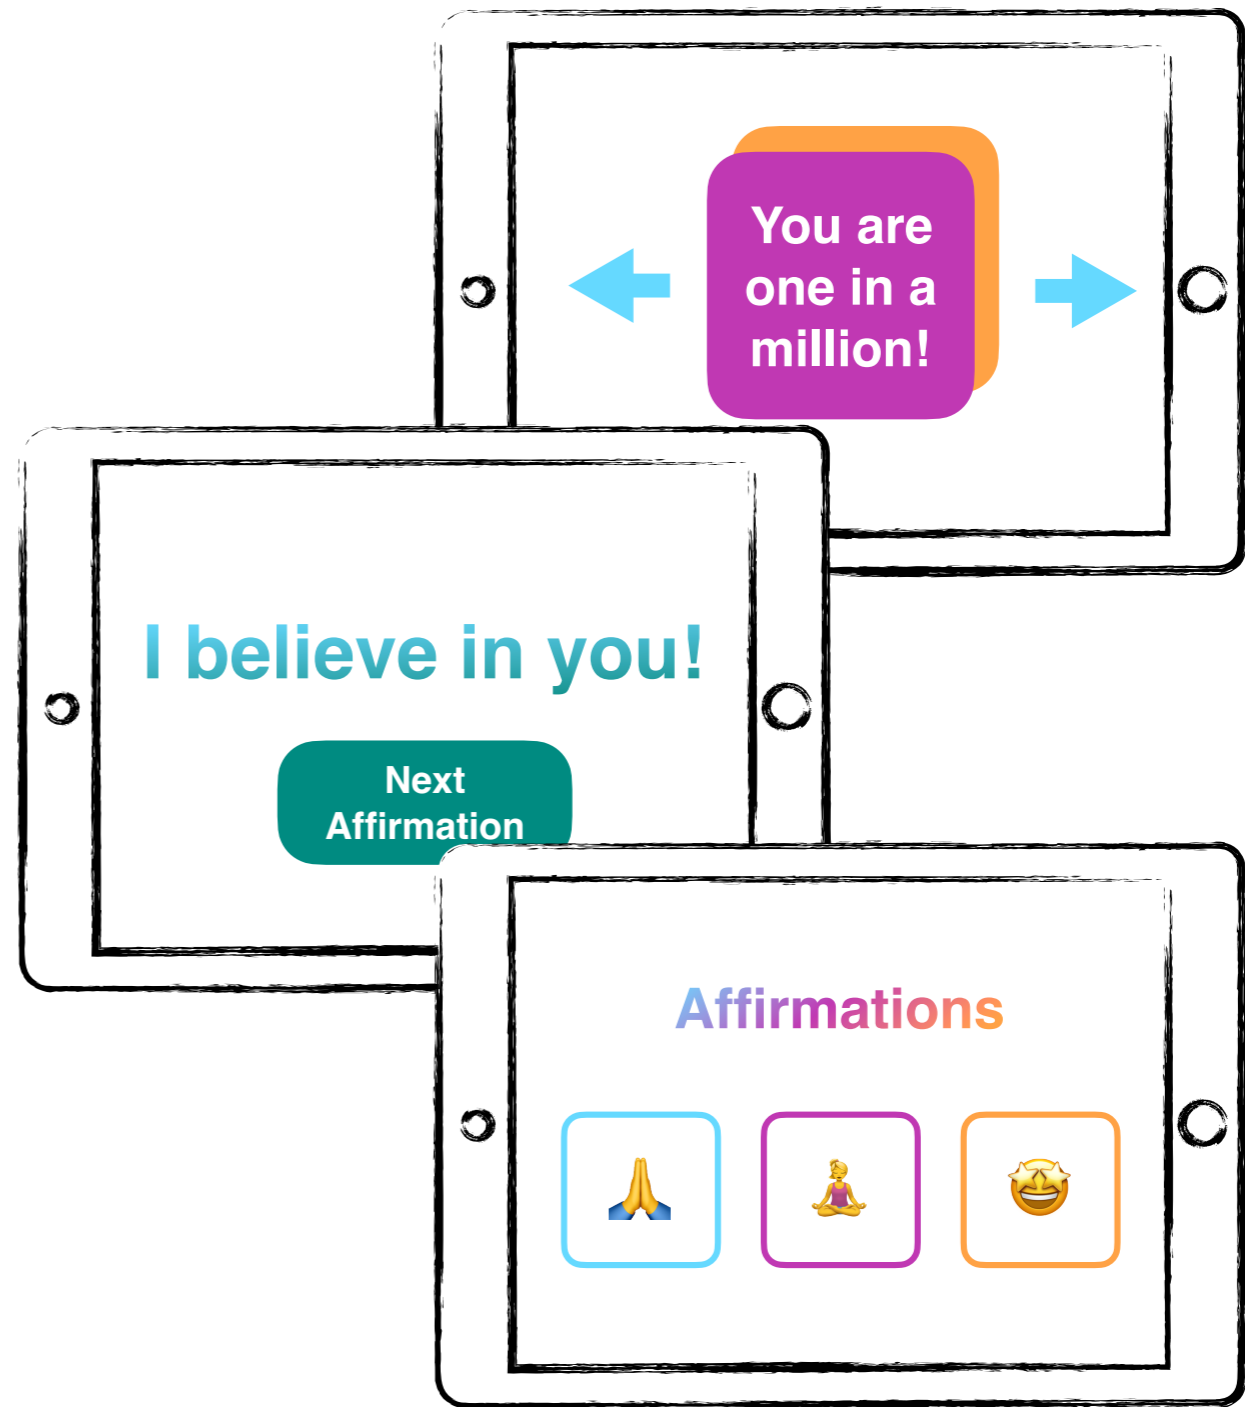 You are
one in a
million!
I believe in you!
Next
Affirmation
Affirmations